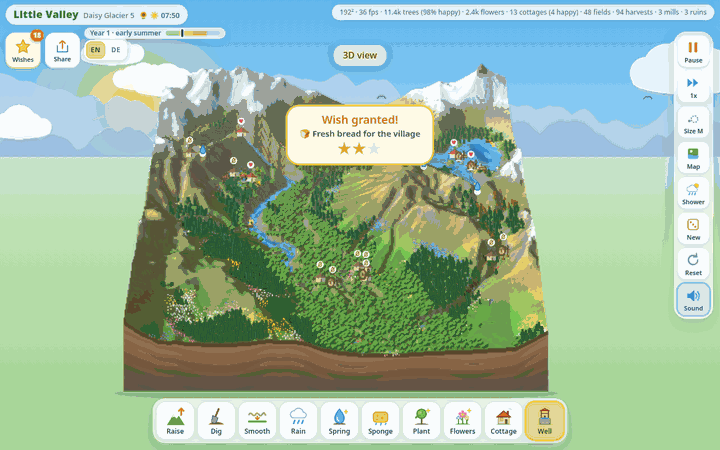 Little Valley Daisy Glacier 5 07:50
192² · 36 fps · 11.4k trees (98% happy) · 2.4k flowers · 13 cottages (4 happy) · 48 fields · 94 harvests · 3 mills · 3 ruins
Year 1 · early summer
18
Wishes
Share
EN DE
3D view
Wish granted!
Fresh bread for the village
Pause
1x
Size M
Map
Shower
New
Reset
Sound
Raise Dig Smooth Rain Spring Sponge Plant Flowers Cottage Well